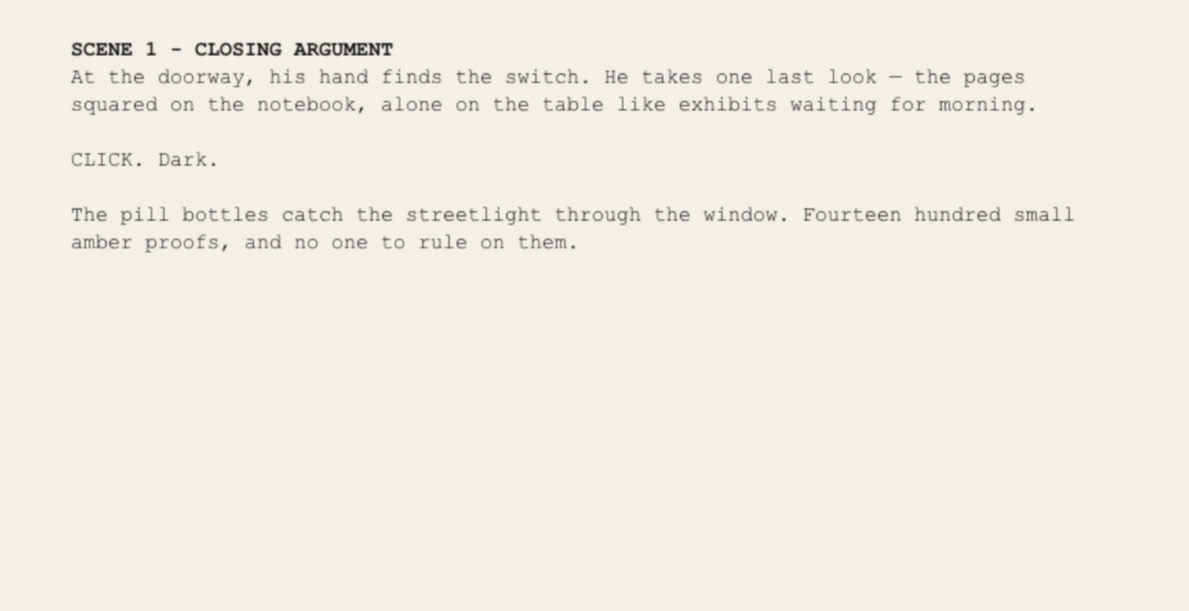 SCENE 1 – CLOSING ARGUMENT
At the doorway, his hand finds the switch. He takes one last look — the pages
squared on the notebook, alone on the table like exhibits waiting for morning.
CLICK. Dark.
The pill bottles catch the streetlight through the window. Fourteen hundred small
amber proofs, and no one to rule on them.